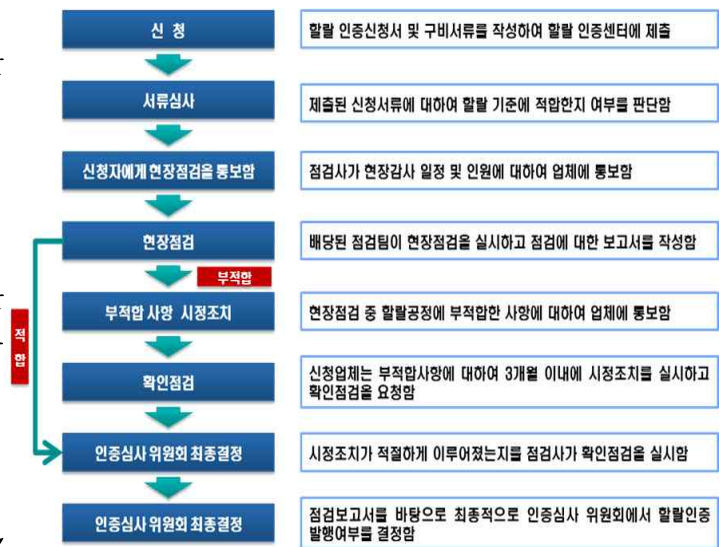 신 청
할랄 인증신청서 및 구비서류를 작성하여 할랄 인증센터에 제출
서류심사
제출된 신청서류에 대하여 할랄 기준에 적합한지 여부를 판단함
신청자에게 현장점검을 통보함
점검사가 현장감사 일정 및 인원에 대하여 업체에 통보함
현장점검
배당된 점검팀이 현장점검을 실시하고 점검에 대한 보고서를 작성함
부적합
부적합 사항 시정조치
현장점검 중 할랄공정에 부적합한 사항에 대하여 업체에 통보함
적합
확인점검
신청업체는 부적합사항에 대하여 3개월 이내에 시정조치를 실시하고
확인점검을 요청함
인증심사 위원회 최종결정
시정조치가 적절하게 이루어졌는지를 점검사가 확인점검을 실시함
인증심사 위원회 최종결정
점검보고서를 바탕으로 최종적으로 인증심사 위원회에서 할랄인증
발행여부를 결정함